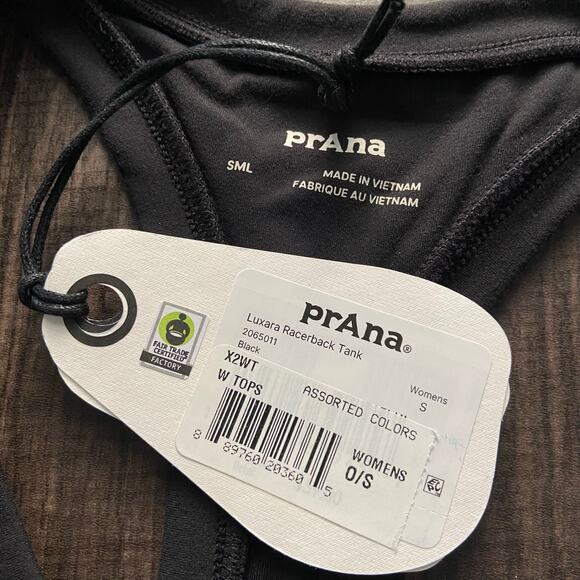 prAna
SML
MADE IN VIETNAM
FABRIQUE AU VIETNAM
FAIR TRADE
CERTIFIED
FACTORY
prAna®
Luxara Racerback Tank
2065011
Black
Womens
S
X2WT
W TOPS
ASSORTED COLORS
8 89760 20360 5
WOMENS
O/S